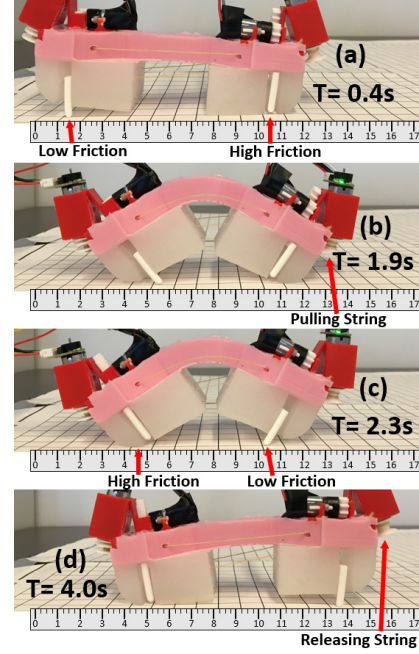 (a)
T= 0.4s
0 1 2 3 4 5 6 7 8 9 10 11 12 13 14 15 16 17
Low Friction High Friction
(b)
T= 1.9s
0 1 2 3 4 5 6 7 8 9 10 11 12 13 14 15 16 17
Pulling String
(c)
T= 2.3s
0 1 2 3 4 5 6 7 8 9 10 11 12 13 14 15 16 17
High Friction Low Friction
(d)
T= 4.0s
0 1 2 3 4 5 6 7 8 9 10 11 12 13 14 15 16 17
Releasing String